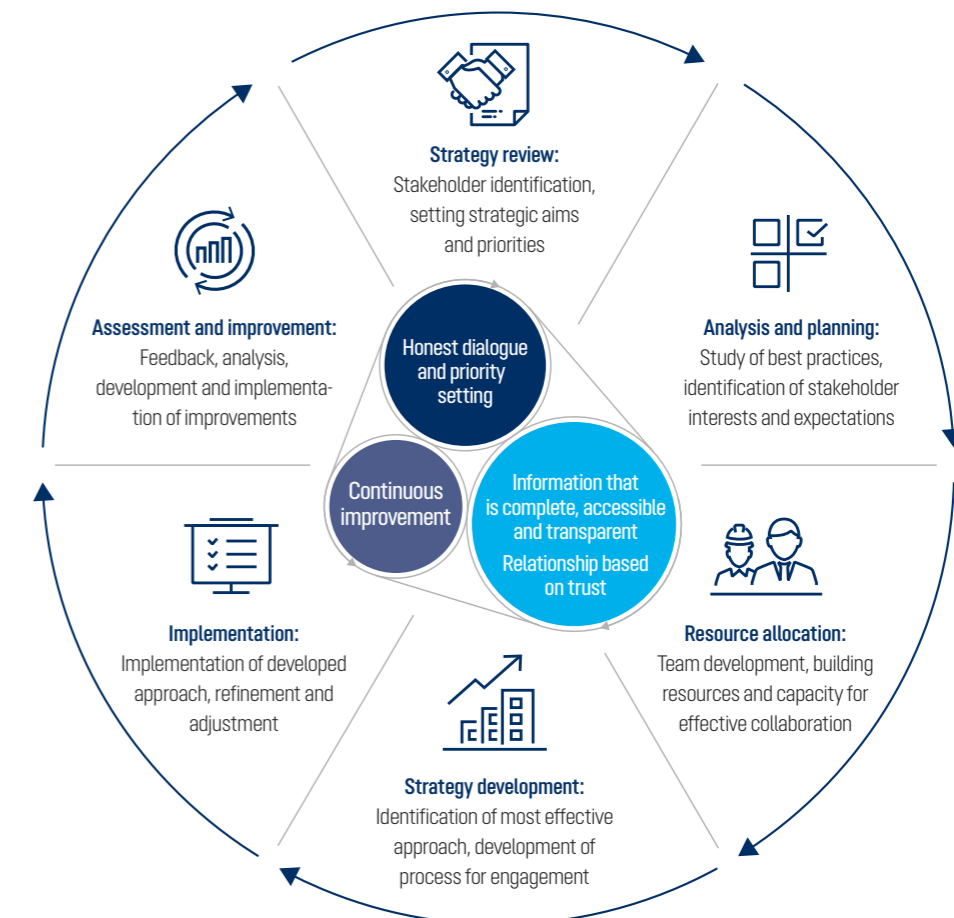 Strategy review:
Stakeholder identification,
setting strategic aims
and priorities
Analysis and planning:
Study of best practices,
identification of stakeholder
interests and expectations
Resource allocation:
Team development, building
resources and capacity for
effective collaboration
Strategy development:
Identification of most effective
approach, development of
process for engagement
Implementation:
Implementation of developed
approach, refinement and
adjustment
Assessment and improvement:
Feedback, analysis,
development and implementa-
tion of improvements
Honest dialogue
and priority
setting
Information that
is complete, accessible
and transparent
Relationship based
on trust
Continuous
improvement